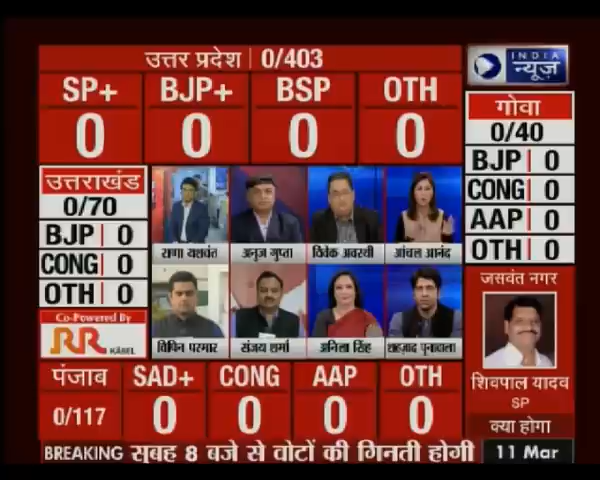 उत्तर प्रदेश 0/403
SP+ BJP+ BSP OTH
0 0 0 0
INDIA
न्यूज़
गोवा
0/40
BJP 0
CONG 0
AAP 0
OTH 0
उत्तराखंड
0/70
BJP 0
CONG 0
OTH 0
राणा यशवंत अनुज गुप्ता विवेक अवस्थी आंचल आनंद
विपिन परमार संजय शर्मा अनिला सिंह शहज़ाद पूनावाला
Co-Powered By
RR KABEL
जसवंत नगर
शिवपाल यादव
SP
क्या होगा
पंजाब SAD+ CONG AAP OTH
0/117 0 0 0 0
BREAKING सुबह 8 बजे से वोटों की गिनती होगी
11 Mar